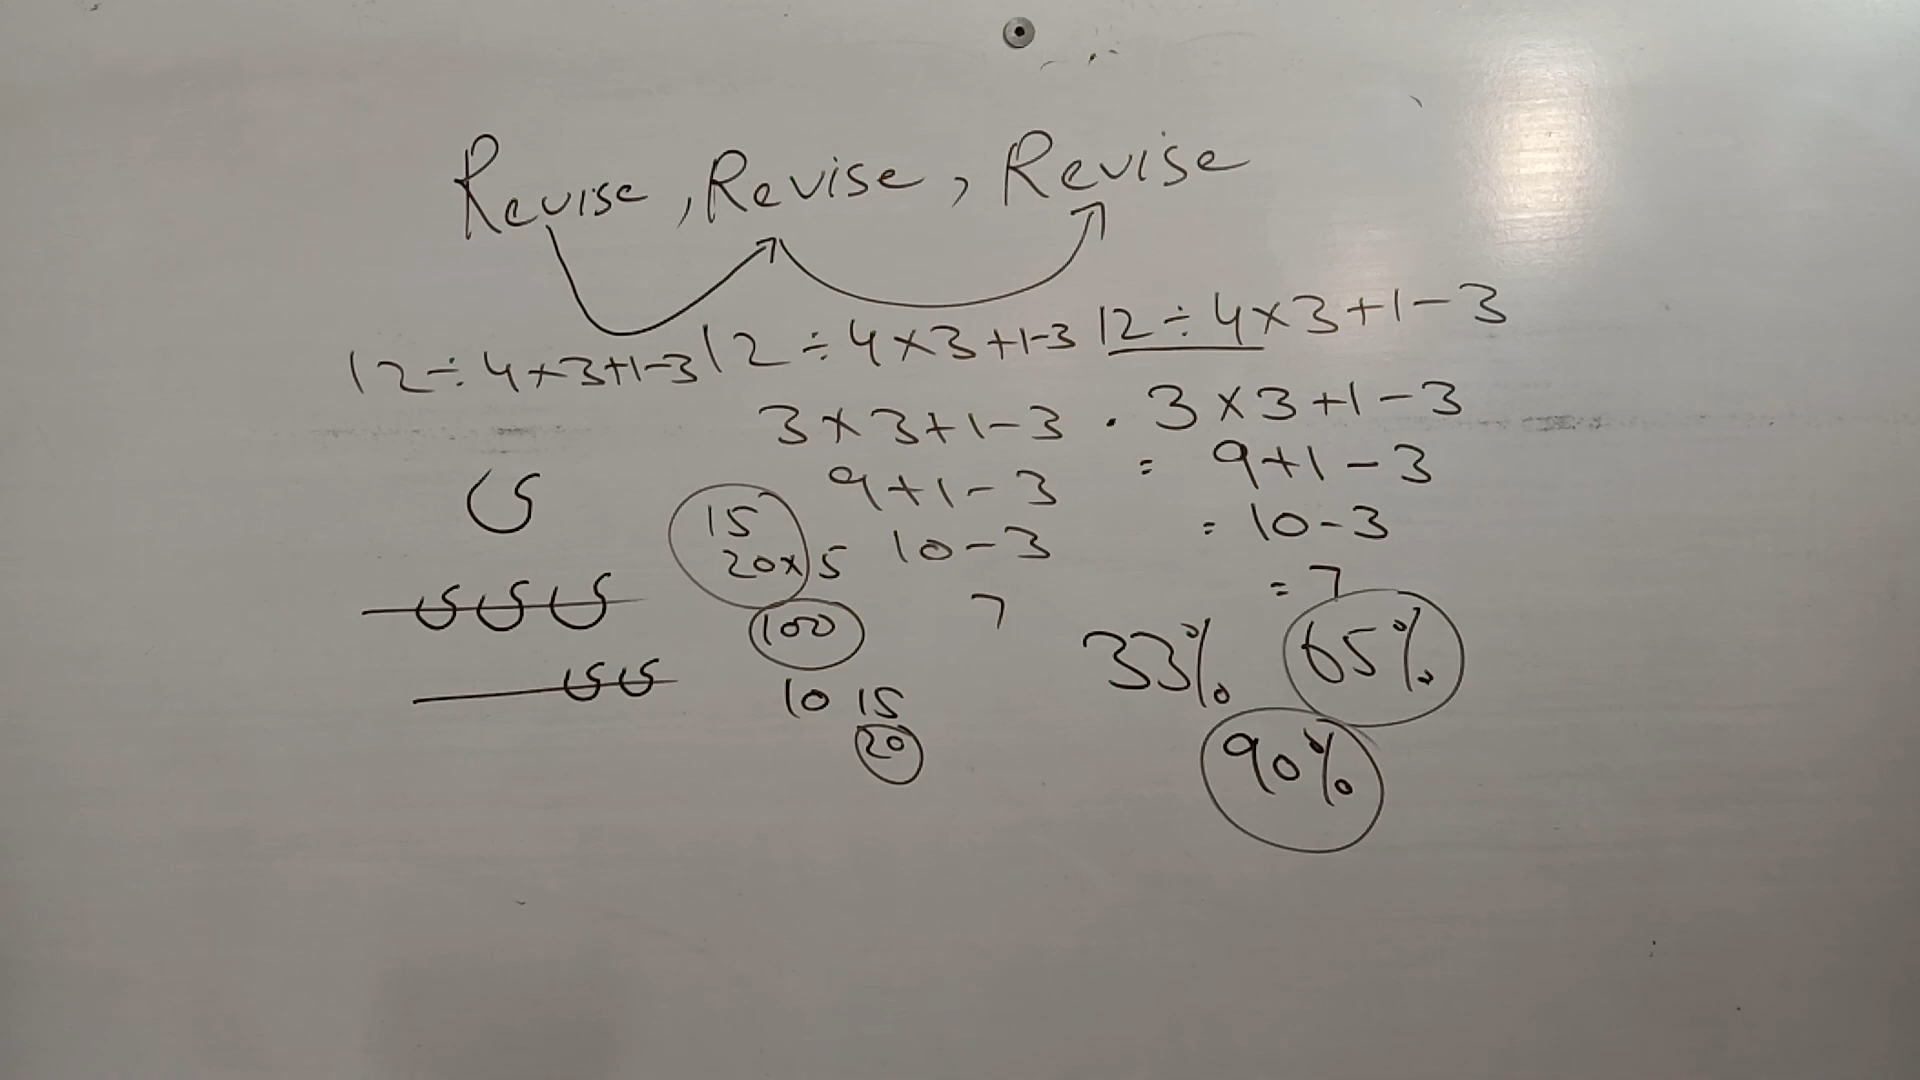 Revise, Revise, Revise
12÷4×3+1-3 12÷4×3+1-3 12÷4×3+1-3
3×3+1-3 . 3×3+1-3
9+1-3 = 9+1-3
15
20×5 10-3 = 10-3
7 = 7
100
33% 65%
10 15
20
90%